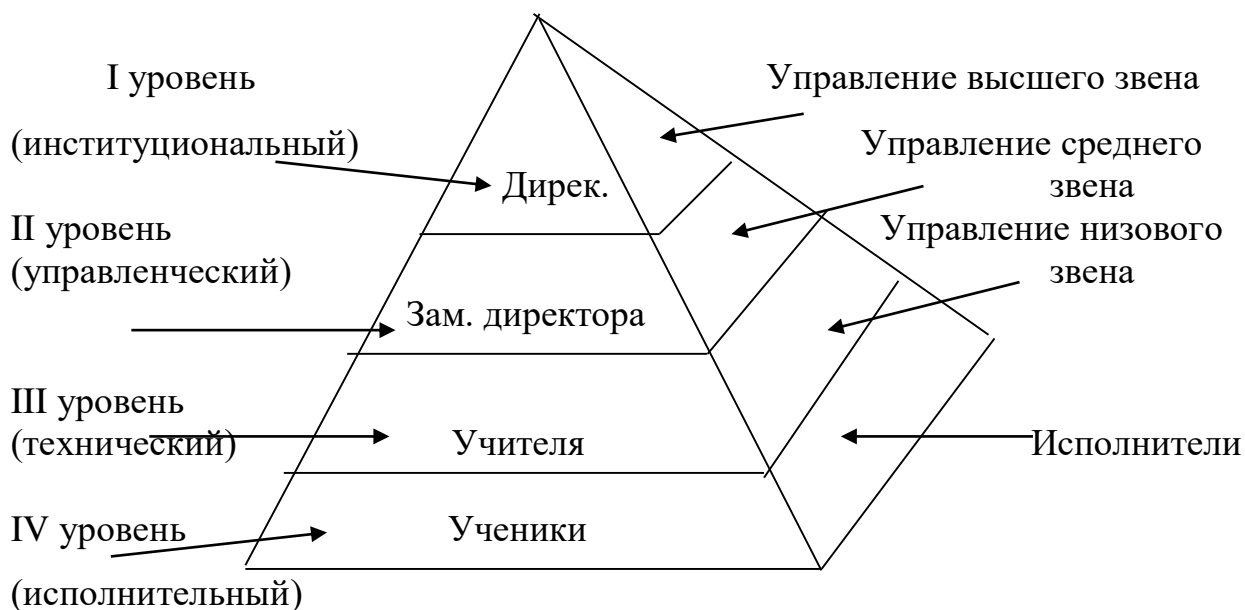 I уровень
(институциональный)
II уровень
(управленческий)
III уровень
(технический)
IV уровень
(исполнительный)
Дирек.
Зам. директора
Учителя
Ученики
Управление высшего звена
Управление среднего
звена
Управление низового
звена
Исполнители